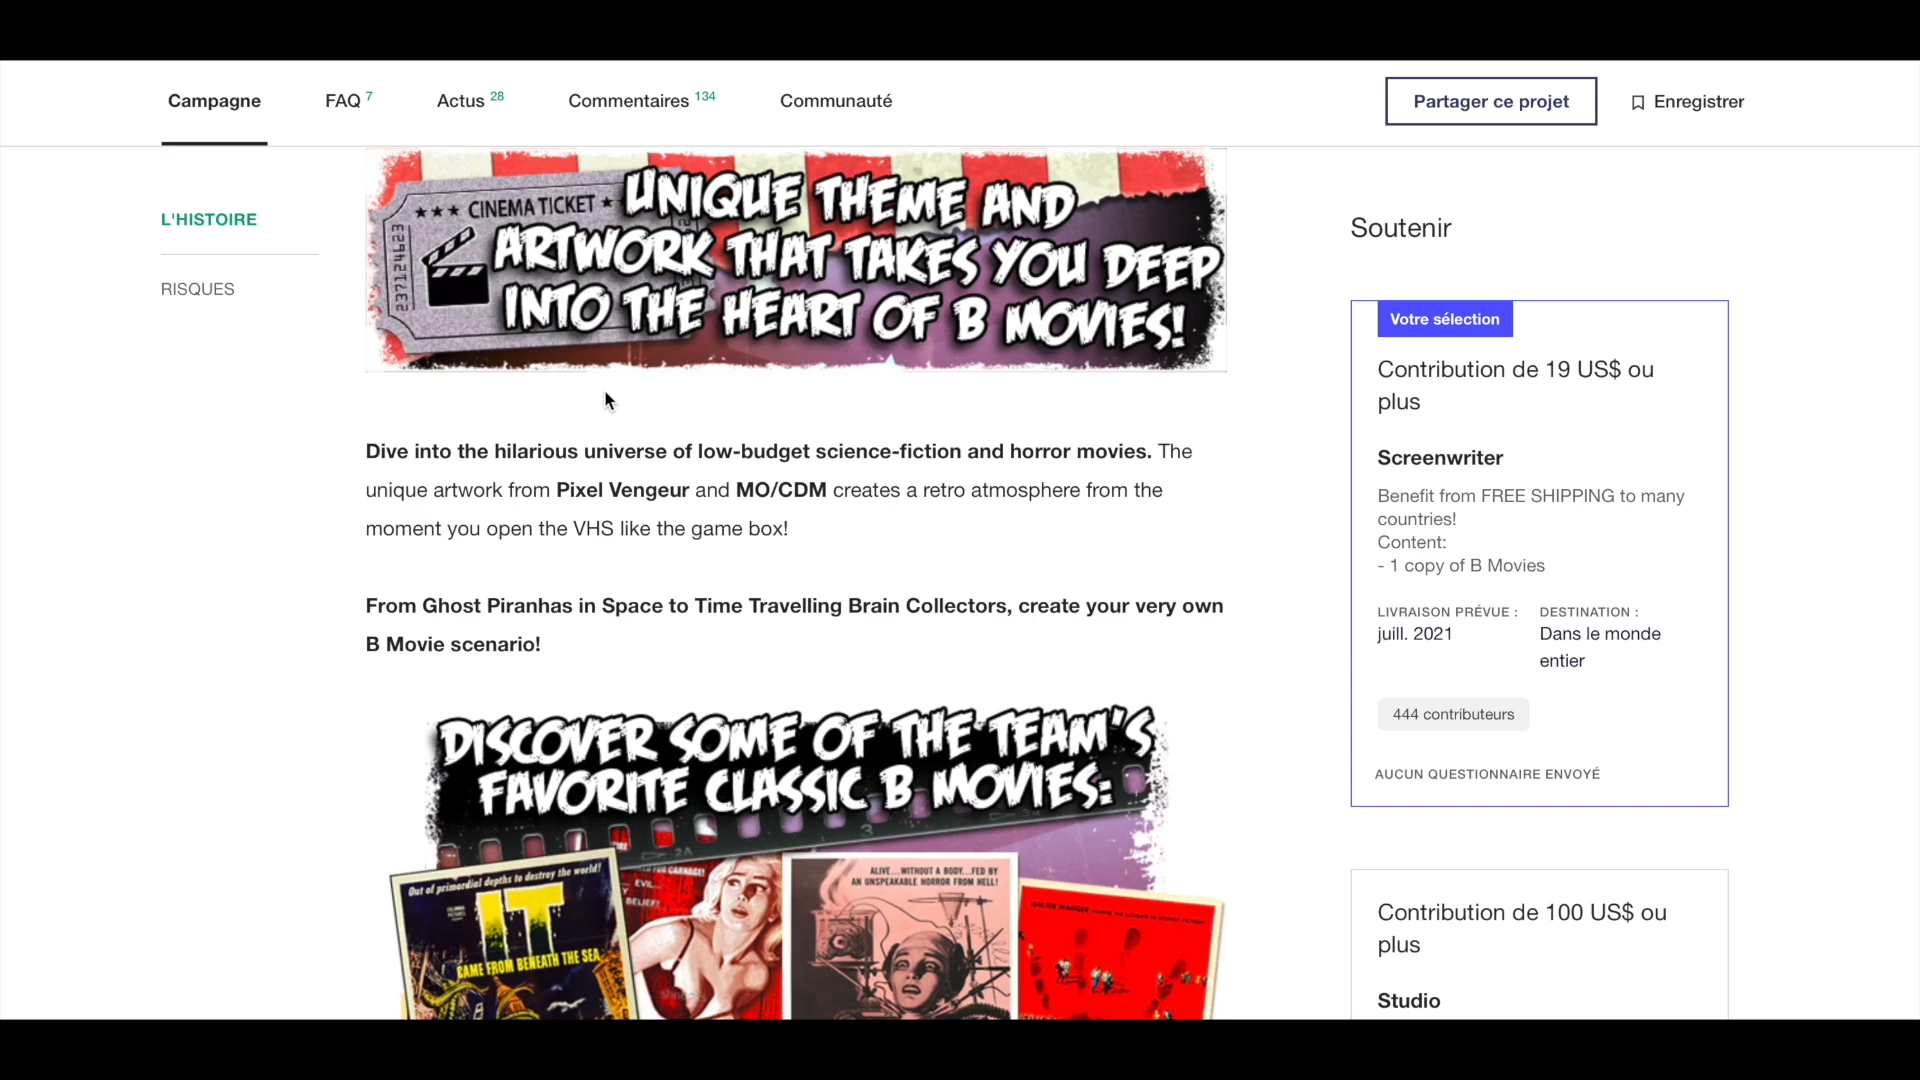 Campagne
FAQ 7
Actus 28
Commentaires 134
Communauté
Partager ce projet
Enregistrer
L'HISTOIRE
RISQUES
★★★ CINEMA TICKET ★
UNIQUE THEME AND
ARTWORK THAT TAKES YOU DEEP
INTO THE HEART OF B MOVIES!
Dive into the hilarious universe of low-budget science-fiction and horror movies. The
unique artwork from Pixel Vengeur and MO/CDM creates a retro atmosphere from the
moment you open the VHS like the game box!
From Ghost Piranhas in Space to Time Travelling Brain Collectors, create your very own
B Movie scenario!
DISCOVER SOME OF THE TEAM'S
FAVORITE CLASSIC B MOVIES:
Out of primordial depths to destroy the world!
IT
CAME FROM BENEATH THE SEA
CARNAGE!
EVIL...
BELIEF!
ALIVE...WITHOUT A BODY...FED BY
AN UNSPEAKABLE HORROR FROM HELL!
WALTER WANGER
Soutenir
Votre sélection
Contribution de 19 US$ ou
plus
Screenwriter
Benefit from FREE SHIPPING to many
countries!
Content:
- 1 copy of B Movies
LIVRAISON PRÉVUE :
juill. 2021
DESTINATION :
Dans le monde
entier
444 contributeurs
AUCUN QUESTIONNAIRE ENVOYÉ
Contribution de 100 US$ ou
plus
Studio